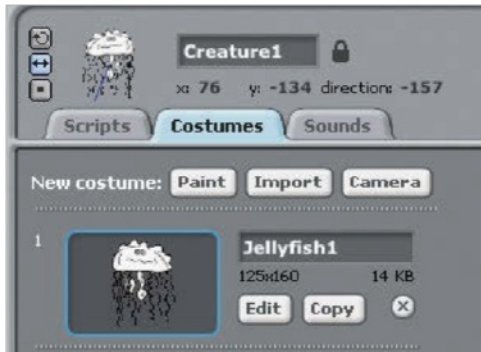 Creature1
x: 76 y: -134 direction: -157
Scripts Costumes Sounds
New costume: Paint Import Camera
1
Jellyfish1
125x160 14 KB
Edit Copy